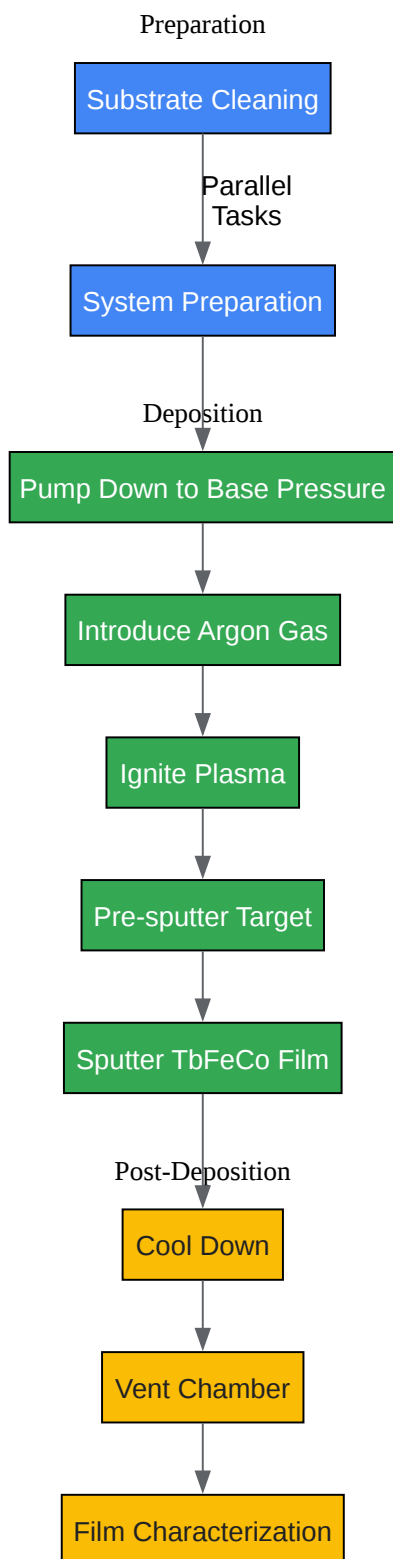 Preparation
Substrate Cleaning
Parallel
Tasks
System Preparation
Deposition
Pump Down to Base Pressure
Introduce Argon Gas
Ignite Plasma
Pre-sputter Target
Sputter TbFeCo Film
Post-Deposition
Cool Down
Vent Chamber
Film Characterization